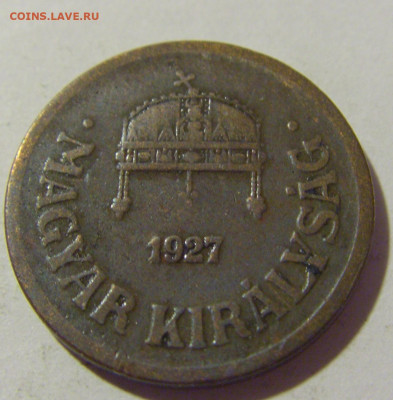 COINS.LAVE.RU
1927
· MAGYAR KIRÁLYSÁG ·